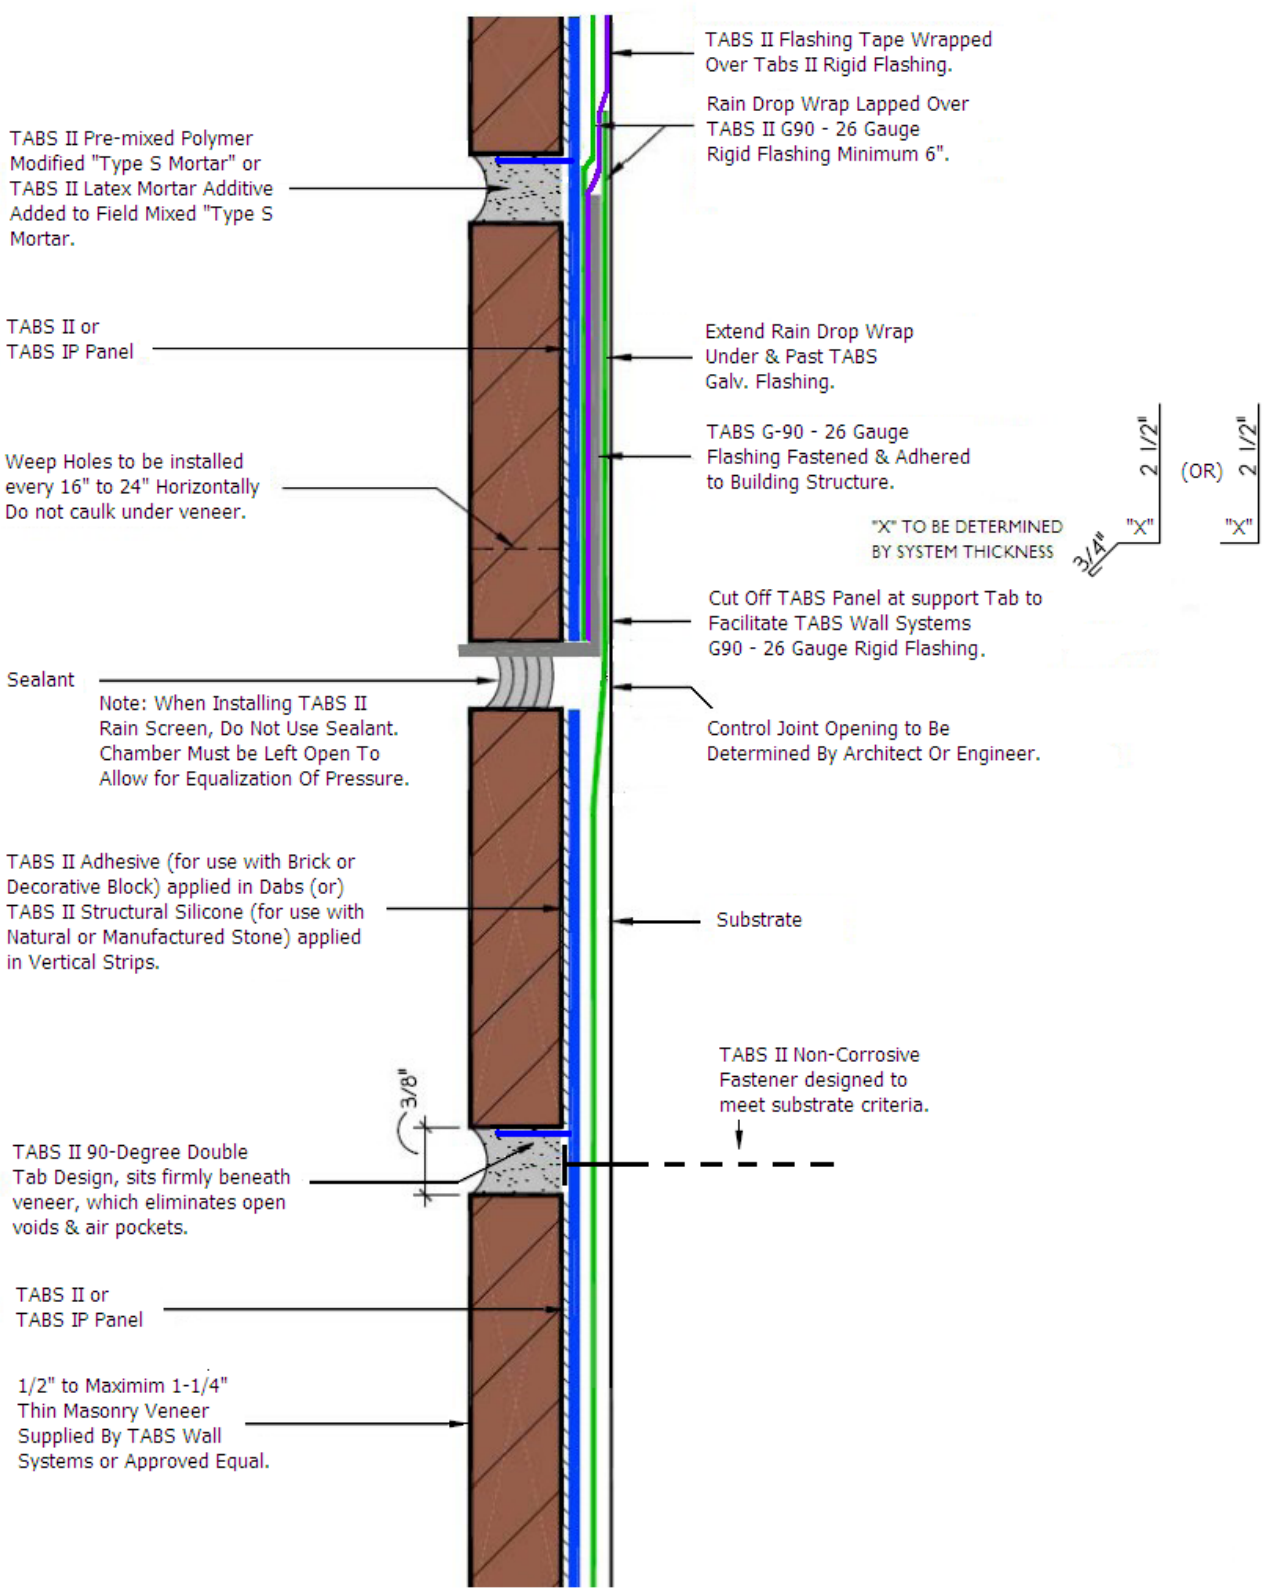 TABS II Flashing Tape Wrapped
Over Tabs II Rigid Flashing.
Rain Drop Wrap Lapped Over
TABS II G90 - 26 Gauge
Rigid Flashing Minimum 6".
TABS II Pre-mixed Polymer
Modified "Type S Mortar" or
TABS II Latex Mortar Additive
Added to Field Mixed "Type S
Mortar.
TABS II or
TABS IP Panel
Extend Rain Drop Wrap
Under & Past TABS
Galv. Flashing.
TABS G-90 - 26 Gauge
Flashing Fastened & Adhered
to Building Structure.
Weep Holes to be installed
every 16" to 24" Horizontally
Do not caulk under veneer.
2 1/2"
(OR)
2 1/2"
"X"
"X"
3/4"
"X" TO BE DETERMINED
BY SYSTEM THICKNESS
Cut Off TABS Panel at support Tab to
Facilitate TABS Wall Systems
G90 - 26 Gauge Rigid Flashing.
Sealant
Note: When Installing TABS II
Rain Screen, Do Not Use Sealant.
Chamber Must be Left Open To
Allow for Equalization Of Pressure.
Control Joint Opening to Be
Determined By Architect Or Engineer.
TABS II Adhesive (for use with Brick or
Decorative Block) applied in Dabs (or)
TABS II Structural Silicone (for use with
Natural or Manufactured Stone) applied
in Vertical Strips.
Substrate
TABS II Non-Corrosive
Fastener designed to
meet substrate criteria.
3/8"
TABS II 90-Degree Double
Tab Design, sits firmly beneath
veneer, which eliminates open
voids & air pockets.
TABS II or
TABS IP Panel
1/2" to Maximim 1-1/4"
Thin Masonry Veneer
Supplied By TABS Wall
Systems or Approved Equal.